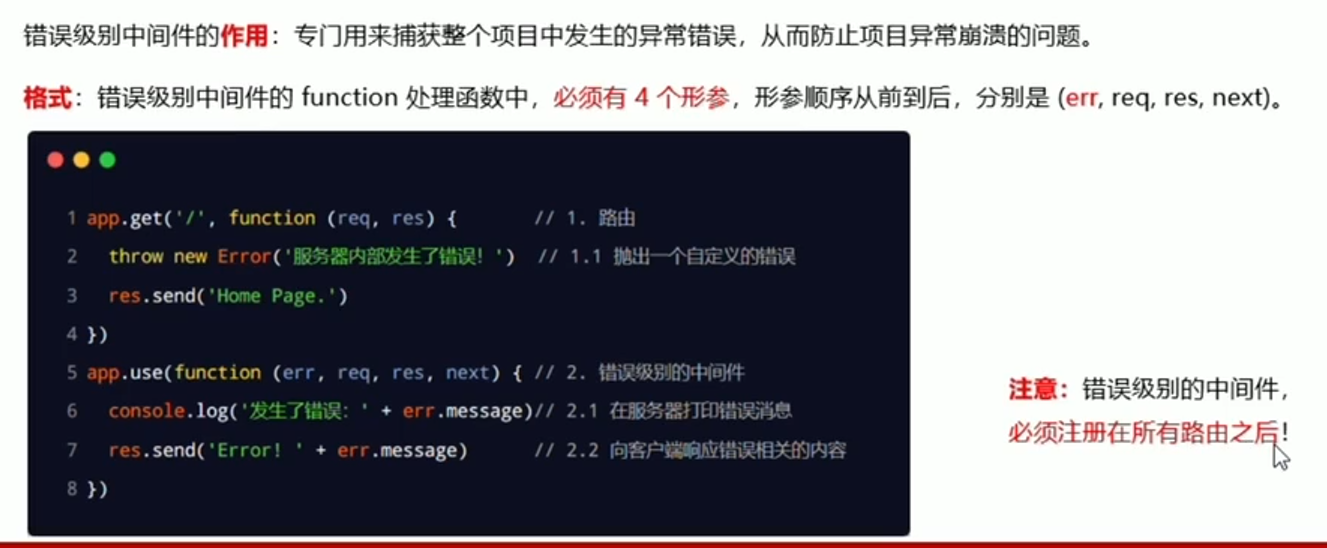 错误级别中间件的作用：专门用来捕获整个项目中发生的异常错误，从而防止项目异常崩溃的问题。
格式：错误级别中间件的 function 处理函数中，必须有 4 个形参，形参顺序从前到后，分别是 (err, req, res, next)。
1 app.get('/', function (req, res) { // 1. 路由
2 throw new Error('服务器内部发生了错误！') // 1.1 抛出一个自定义的错误
3 res.send('Home Page.')
4 })
5 app.use(function (err, req, res, next) { // 2. 错误级别的中间件
6 console.log('发生了错误：' + err.message)// 2.1 在服务器打印错误消息
7 res.send('Error! ' + err.message) // 2.2 向客户端响应错误相关的内容
8 })
注意：错误级别的中间件，
必须注册在所有路由之后！